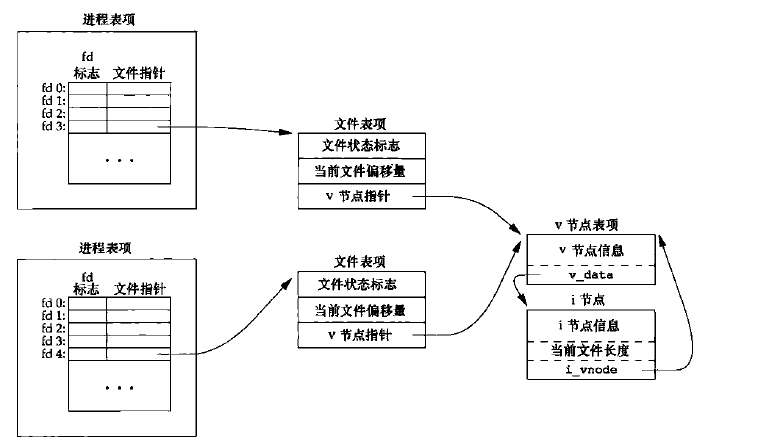 进程表项
fd
标志 文件指针
fd 0:
fd 1:
fd 2:
fd 3:
...
文件表项
文件状态标志
当前文件偏移量
v 节点指针
进程表项
fd
标志 文件指针
fd 0:
fd 1:
fd 2:
fd 3:
fd 4:
...
文件表项
文件状态标志
当前文件偏移量
v 节点指针
v 节点表项
v 节点信息
v_data
i 节点
i 节点信息
当前文件长度
i_vnode